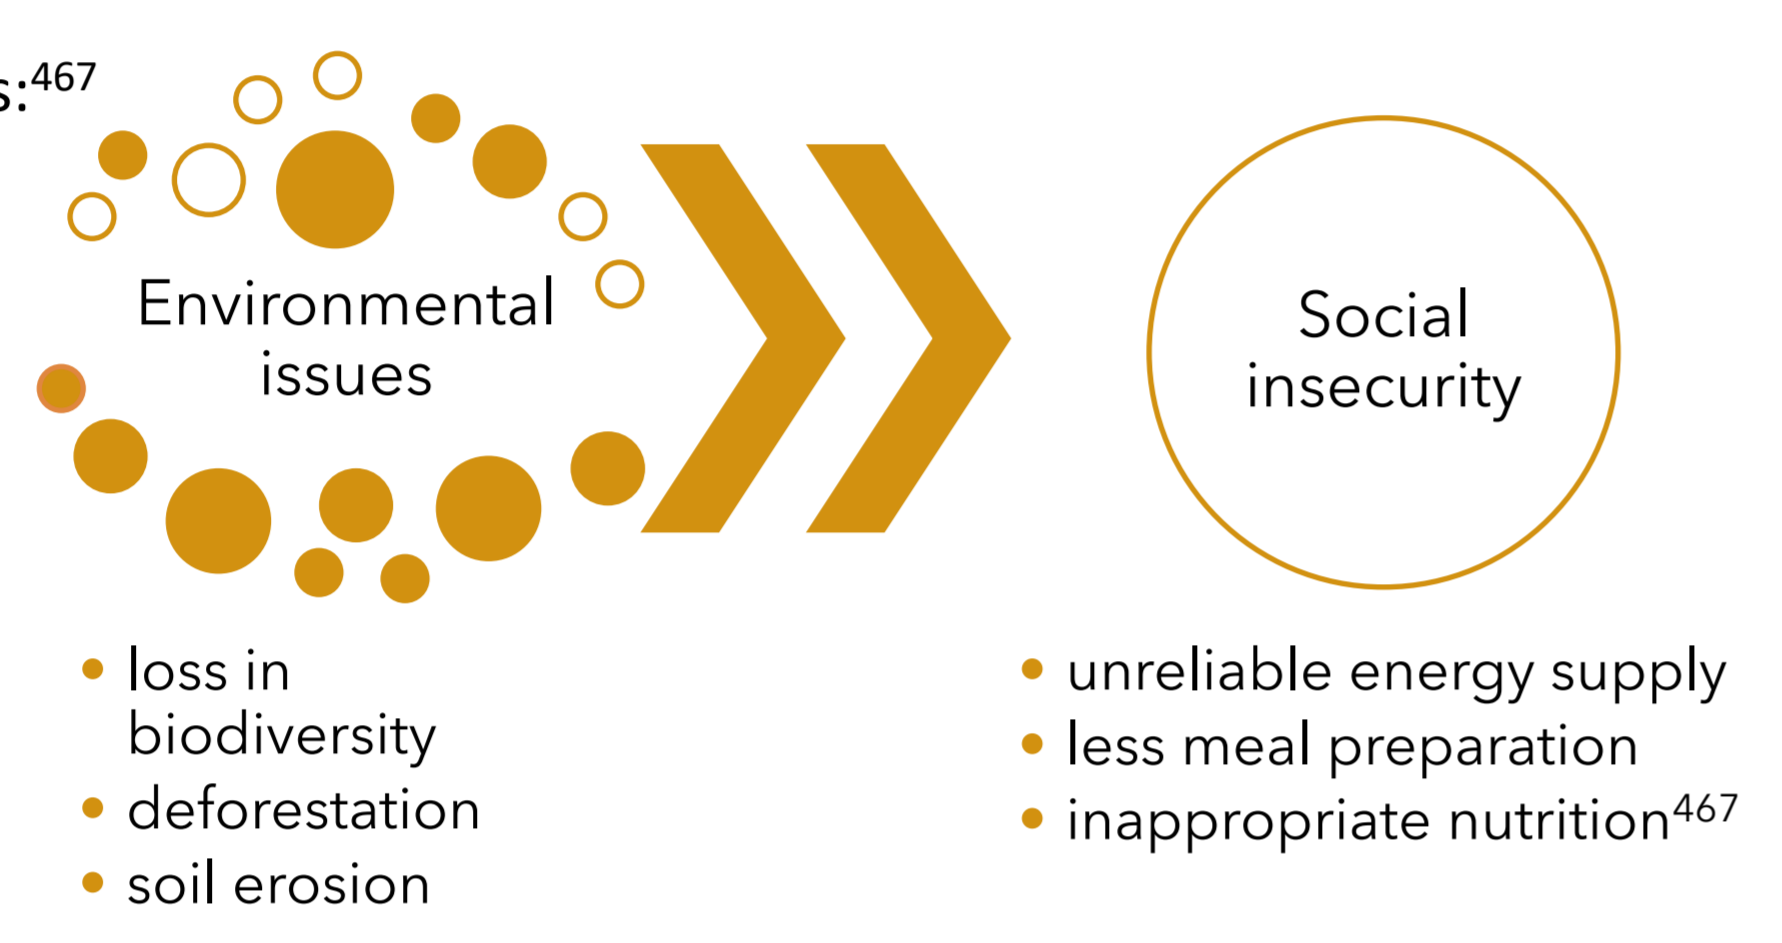 s:467
Environmental
issues
Social
insecurity
• loss in
biodiversity
• deforestation
• soil erosion
• unreliable energy supply
• less meal preparation
• inappropriate nutrition467